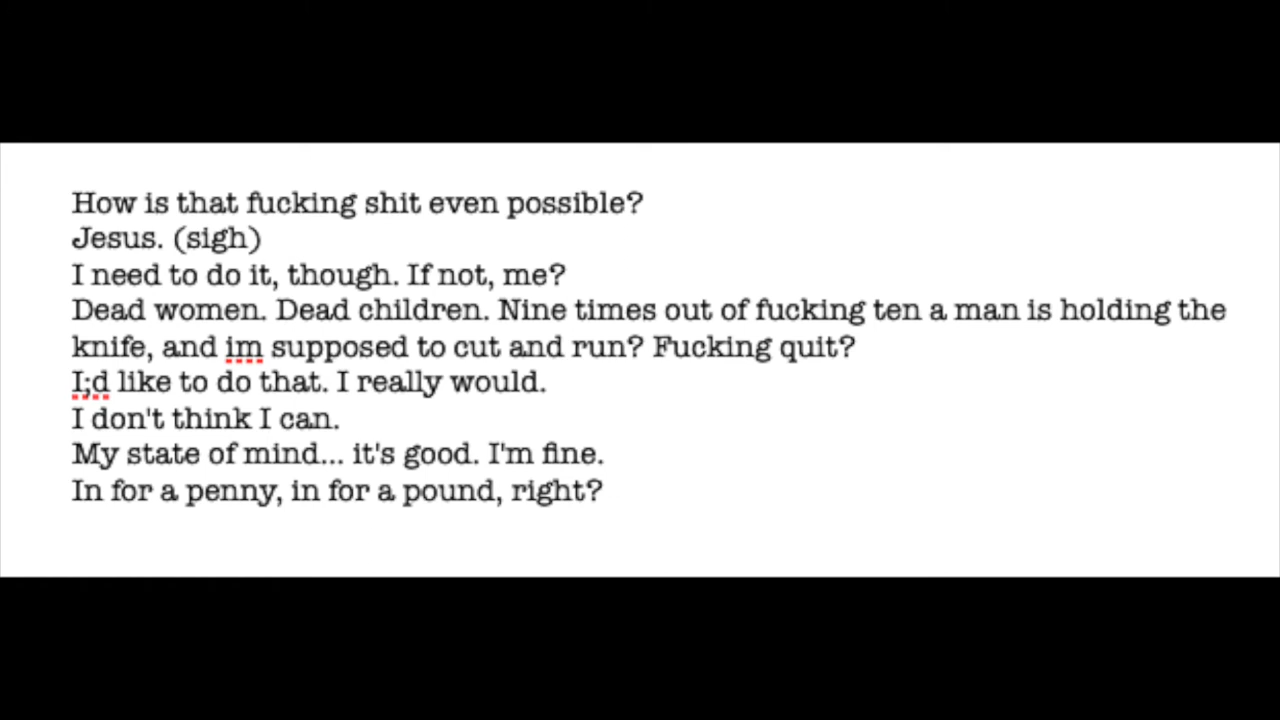 How is that fucking shit even possible?
Jesus. (sigh)
I need to do it, though. If not, me?
Dead women. Dead children. Nine times out of fucking ten a man is holding the
knife, and im supposed to cut and run? Fucking quit?
I;d like to do that. I really would.
I don't think I can.
My state of mind... it's good. I'm fine.
In for a penny, in for a pound, right?